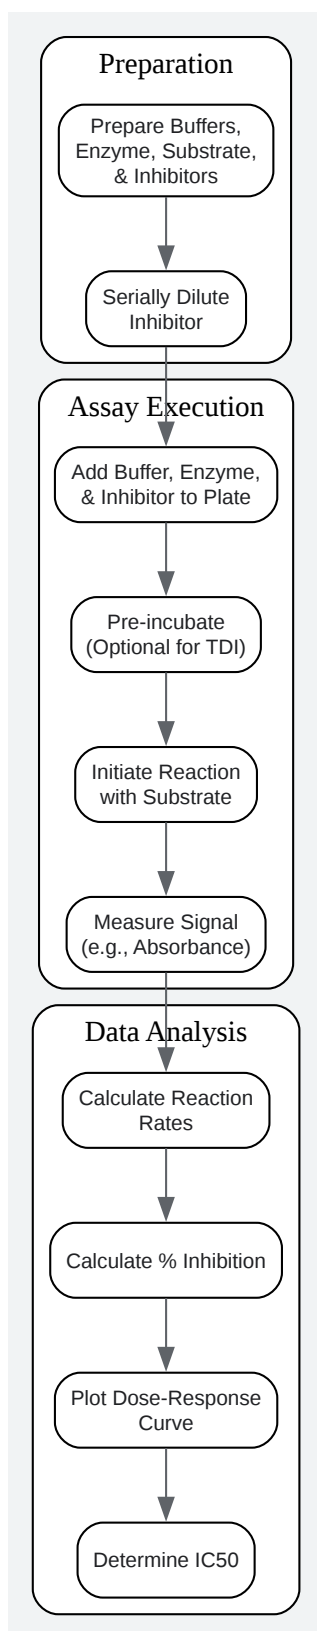 Preparation
Prepare Buffers,
Enzyme, Substrate,
& Inhibitors
Serially Dilute
Inhibitor
Assay Execution
Add Buffer, Enzyme,
& Inhibitor to Plate
Pre-incubate
(Optional for TDI)
Initiate Reaction
with Substrate
Measure Signal
(e.g., Absorbance)
Data Analysis
Calculate Reaction
Rates
Calculate % Inhibition
Plot Dose-Response
Curve
Determine IC50